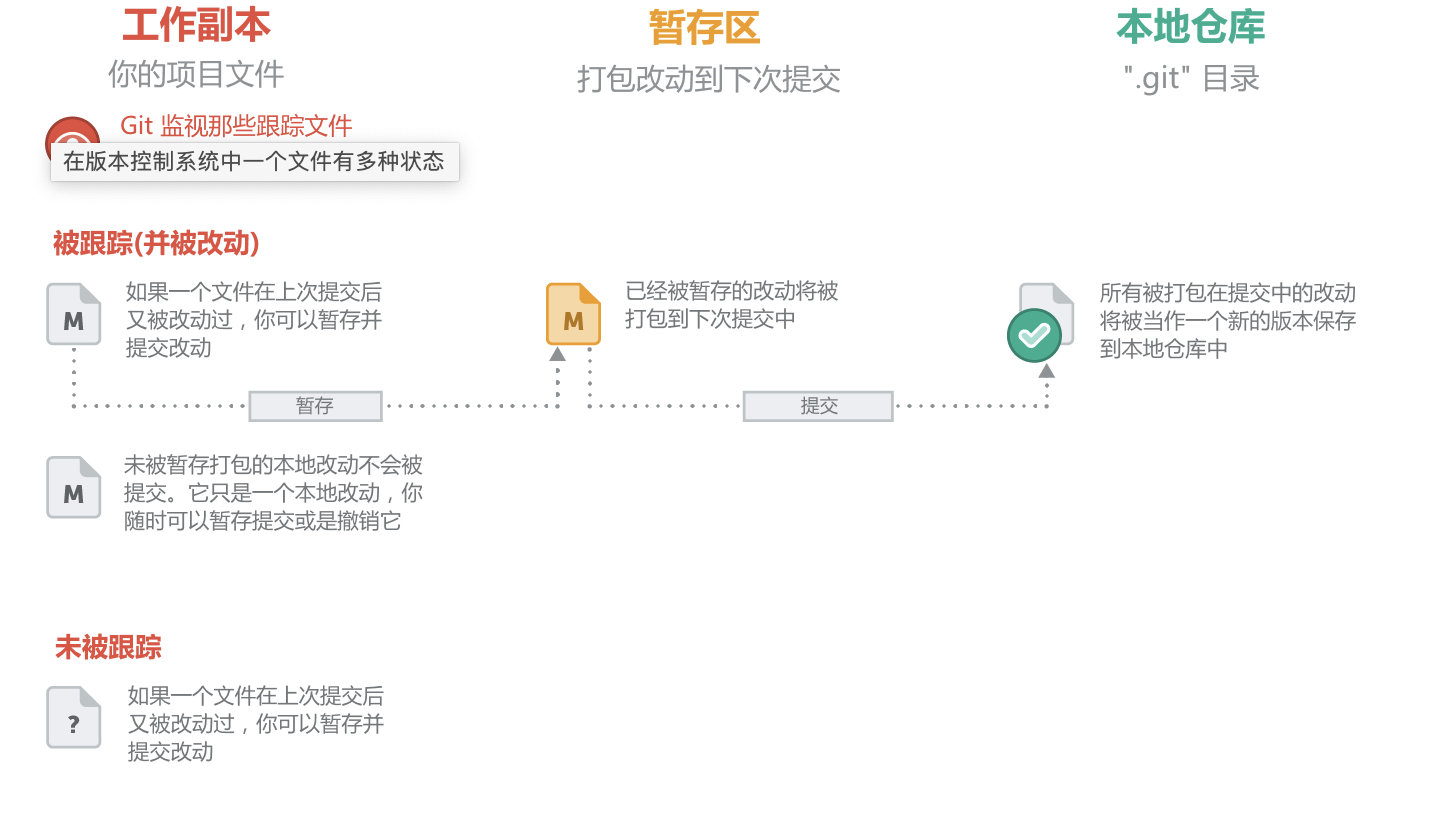 工作副本
暂存区
本地仓库
你的项目文件
打包改动到下次提交
".git" 目录
Git 监视那些跟踪文件
在版本控制系统中一个文件有多种状态
被跟踪(并被改动)
M
如果一个文件在上次提交后
又被改动过，你可以暂存并
提交改动
M
已经被暂存的改动将被
打包到下次提交中
所有被打包在提交中的改动
将被当作一个新的版本保存
到本地仓库中
暂存
提交
M
未被暂存打包的本地改动不会被
提交。它只是一个本地改动，你
随时可以暂存提交或是撤销它
未被跟踪
?
如果一个文件在上次提交后
又被改动过，你可以暂存并
提交改动